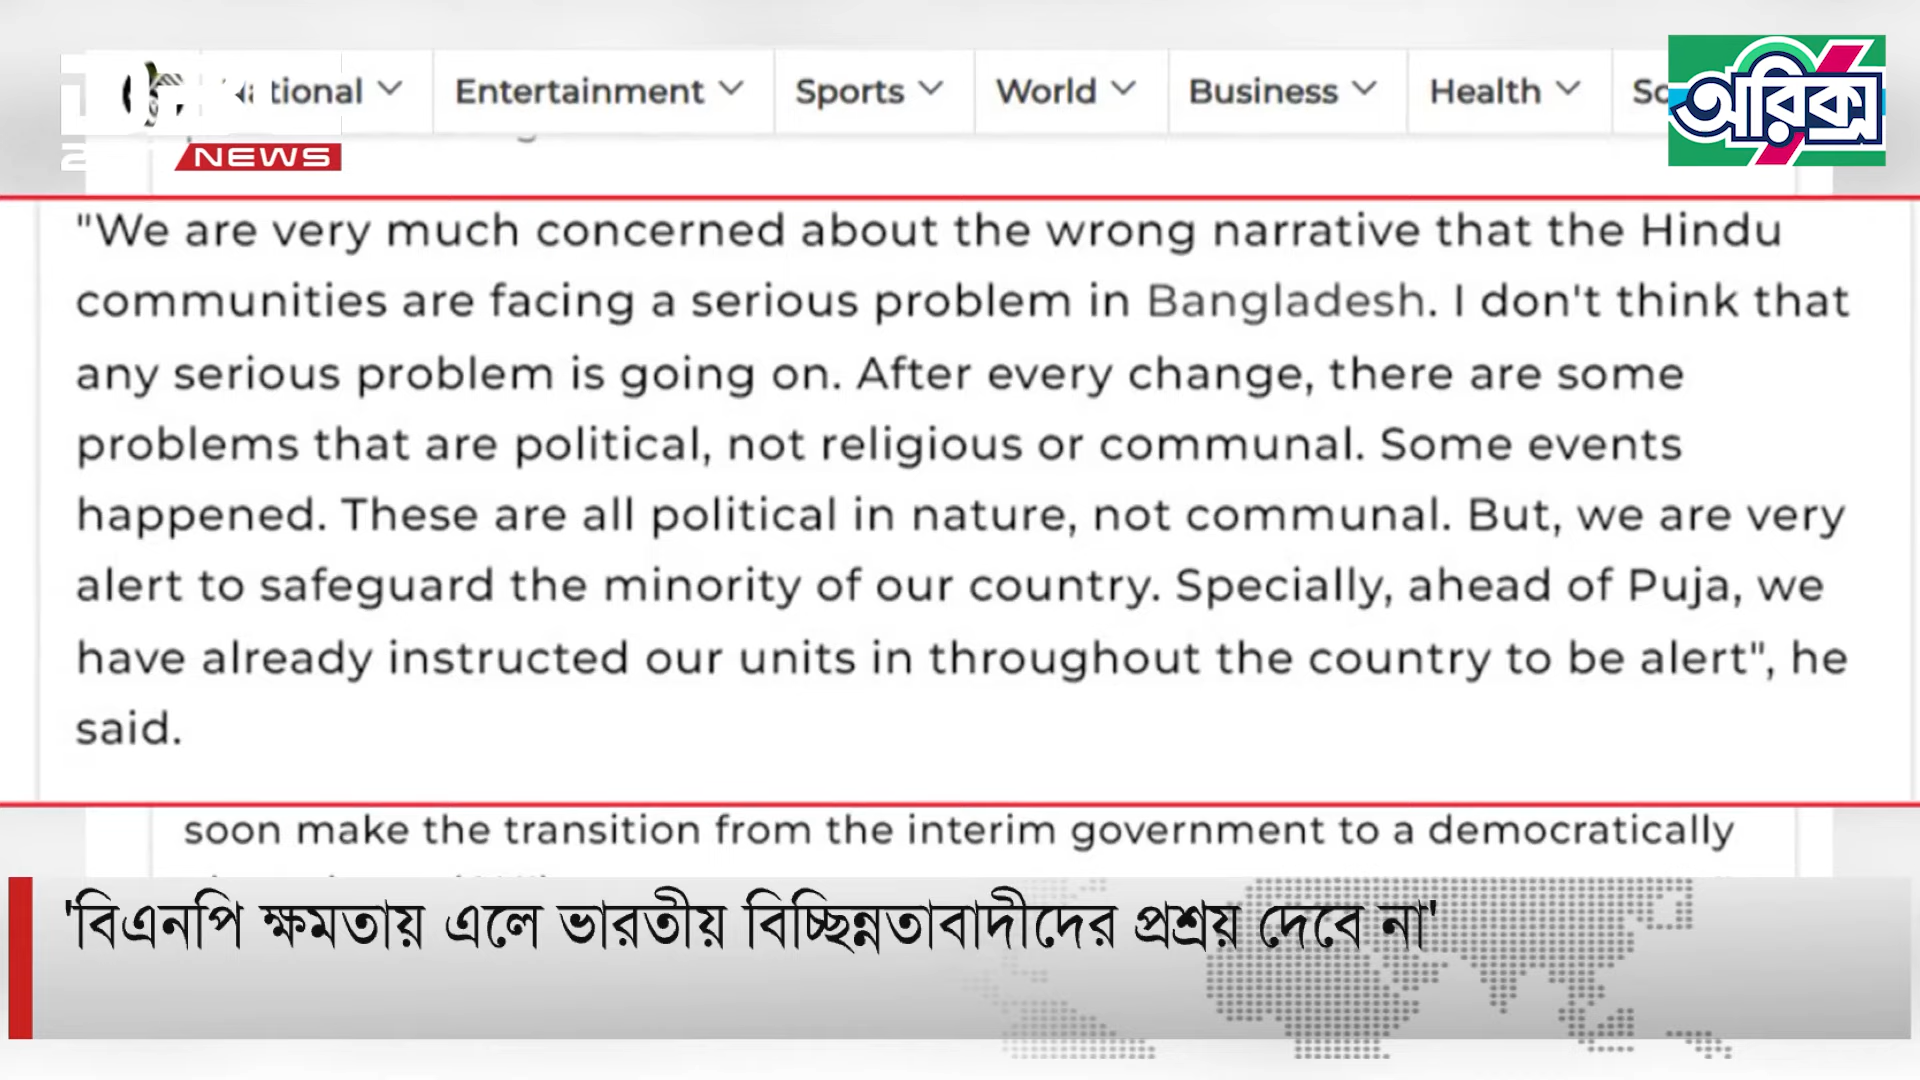 Entertainment Sports World Business Health
অরিক্স
NEWS
"We are very much concerned about the wrong narrative that the Hindu
communities are facing a serious problem in Bangladesh. I don't think that
any serious problem is going on. After every change, there are some
problems that are political, not religious or communal. Some events
happened. These are all political in nature, not communal. But, we are very
alert to safeguard the minority of our country. Specially, ahead of Puja, we
have already instructed our units in throughout the country to be alert", he
said.
soon make the transition from the interim government to a democratically
'বিএনপি ক্ষমতায় এলে ভারতীয় বিচ্ছিন্নতাবাদীদের প্রশ্রয় দেবে না'